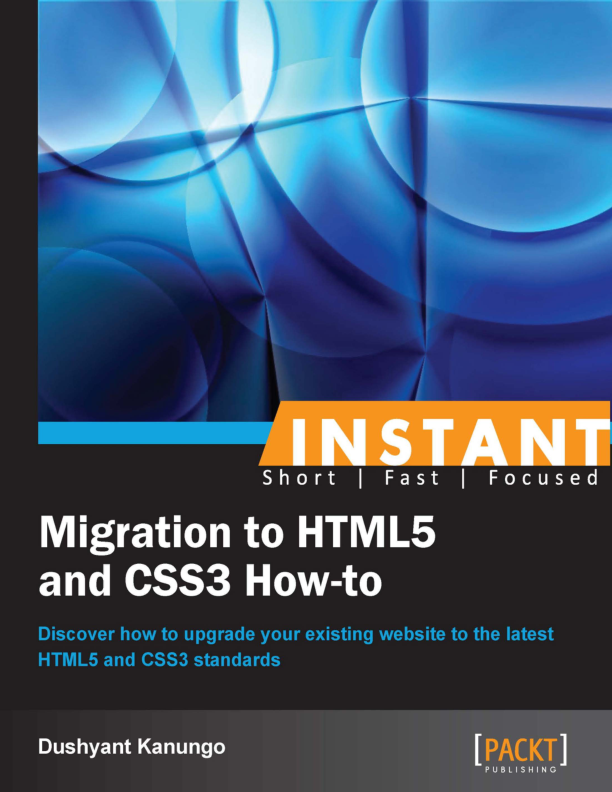 INSTANT
Short | Fast | Focused
Migration to HTML5
and CSS3 How-to
Discover how to upgrade your existing website to the latest
HTML5 and CSS3 standards
Dushyant Kanungo
[PACKT]
PUBLISHING